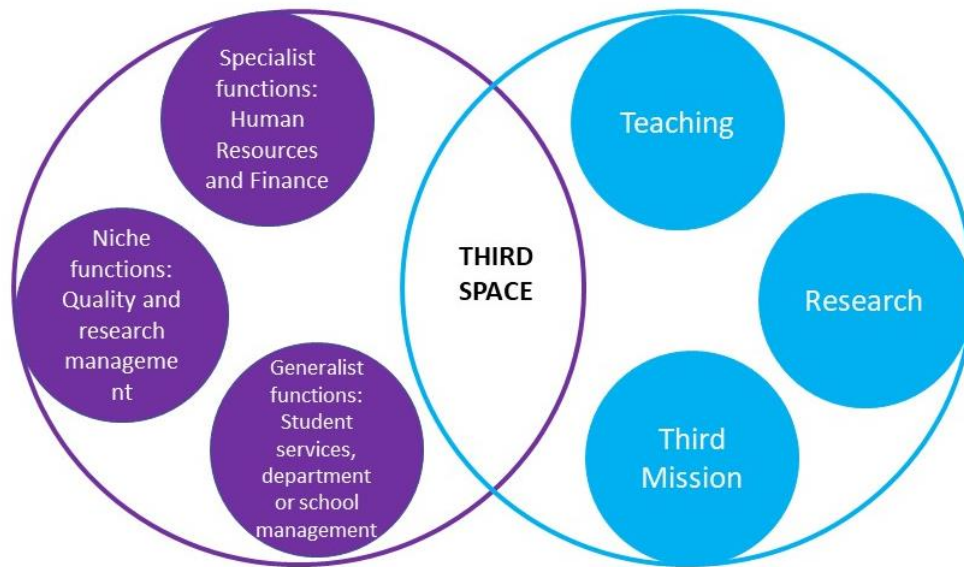 Specialist
functions:
Human
Resources
and Finance
Niche
functions:
Quality and
research
manageme
nt
Generalist
functions:
Student
services,
department
or school
management
THIRD
SPACE
Teaching
Research
Third
Mission